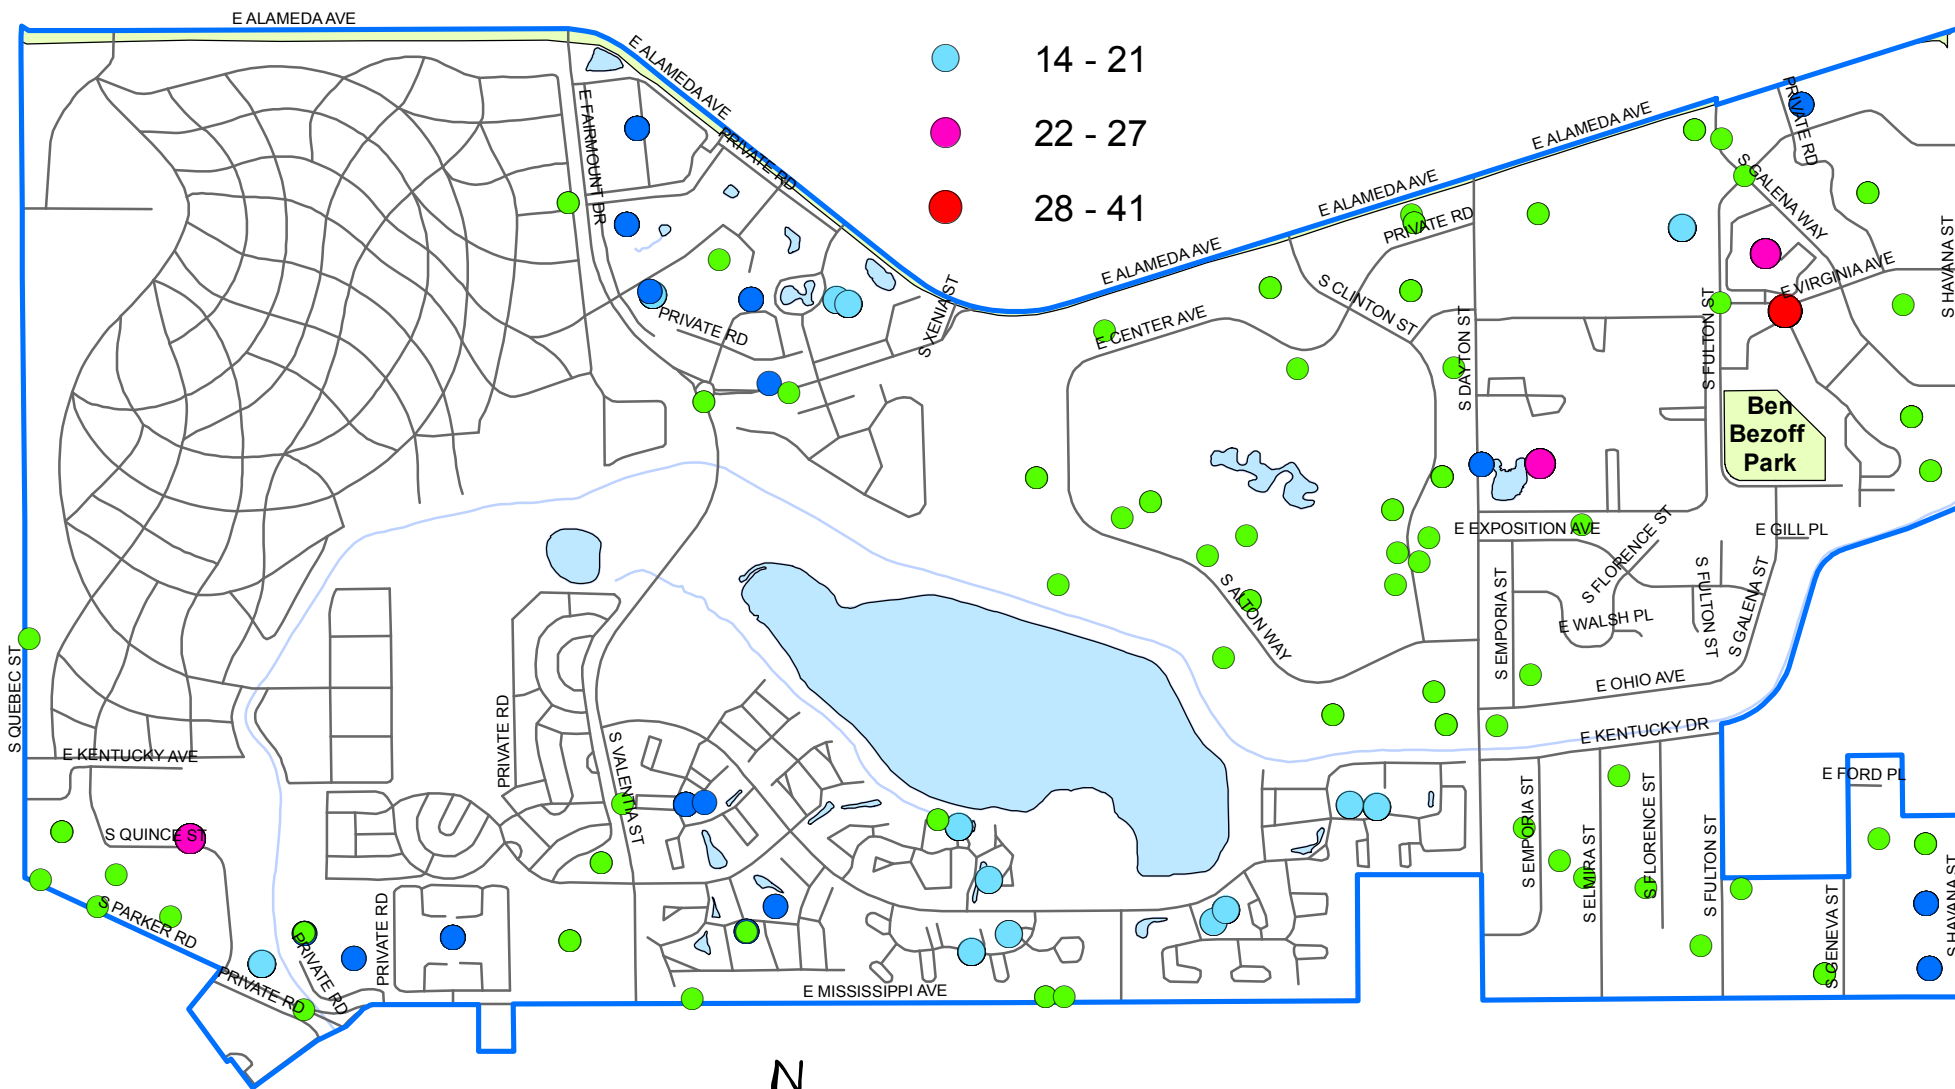 E ALAMEDA AVE
E ALAMEDA AVE
14 - 21
22 - 27
28 - 41
E FAIRMOUNT DR
PRIVATE RD
E ALAMEDA AVE
PRIVATE RD
S GALENA WAY
E ALAMEDA AVE
PRIVATE RD
E ALAMEDA AVE
S HAVANA ST
E VIRGINIA AVE
S CLINTON ST
S XENIA ST
PRIVATE RD
E CENTER AVE
S DAYTON ST
S FULTON ST
Ben
Bezoff
Park
E EXPOSITION AVE
E GILL PL
S FLORENCE ST
S FULTON ST
S GALENA ST
S ALTON WAY
S EMPORIA ST
E WALSH PL
E OHIO AVE
E KENTUCKY DR
S QUEBEC ST
E KENTUCKY AVE
PRIVATE RD
S VALENTIA ST
E FORD PL
S QUINCE ST
S EMPORIA ST
S ELMIRA ST
S FLORENCE ST
S FULTON ST
S GENEVA ST
S HAVANA ST
S PARKER RD
PRIVATE RD
PRIVATE RD
PRIVATE RD
E MISSISSIPPI AVE
N